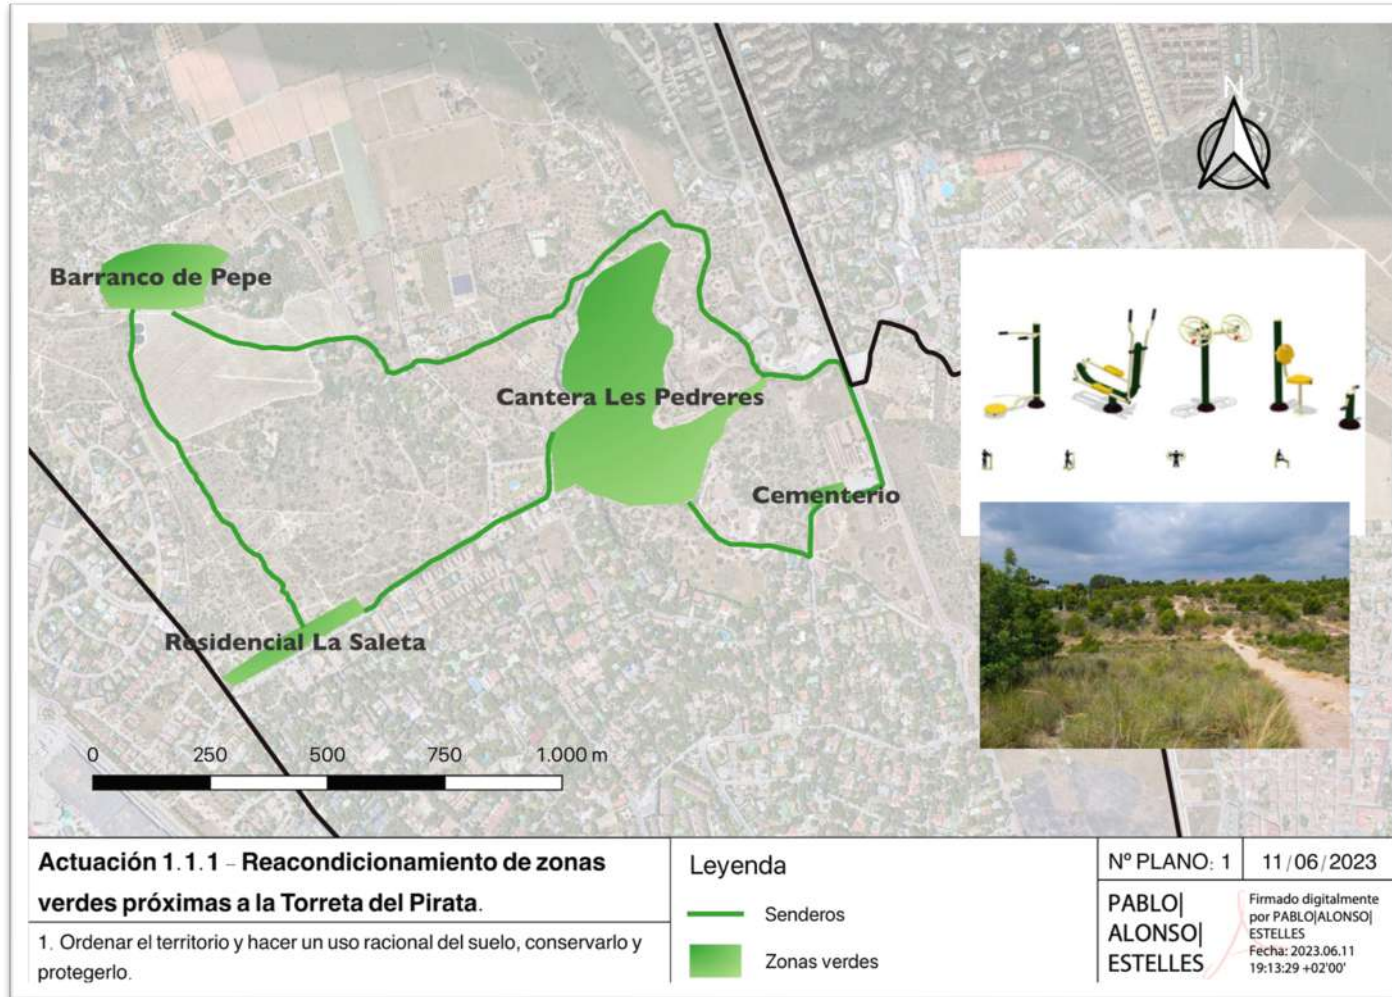 N
Barranco de Pepe
Cantera Les Pedreres
Cementerio
Residencial La Saleta
0 250 500 750 1.000 m
Actuación 1.1.1 – Reacondicionamiento de zonas
verdes próximas a la Torreta del Pirata.
1. Ordenar el territorio y hacer un uso racional del suelo, conservarlo y
protegerlo.
Leyenda
Senderos
Zonas verdes
Nº PLANO: 1
11/06/2023
PABLO|
ALONSO|
ESTELLES
Firmado digitalmente
por PABLO|ALONSO|
ESTELLES
Fecha: 2023.06.11
19:13:29 +02'00'